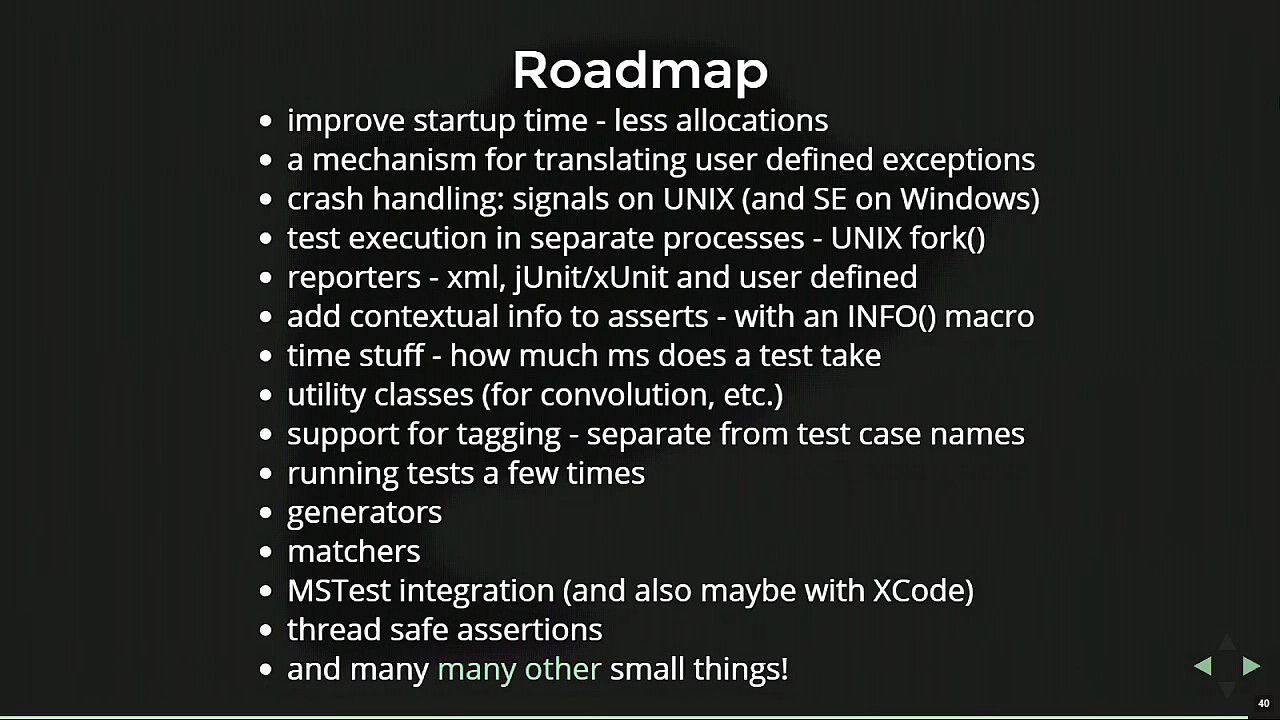 Roadmap
improve startup time - less allocations
a mechanism for translating user defined exceptions
crash handling: signals on UNIX (and SE on Windows)
test execution in separate processes - UNIX fork()
reporters - xml, jUnit/xUnit and user defined
add contextual info to asserts - with an INFO() macro
time stuff - how much ms does a test take
utility classes (for convolution, etc.)
support for tagging - separate from test case names
running tests a few times
generators
matchers
MSTest integration (and also maybe with XCode)
thread safe assertions
and many many other small things!
40